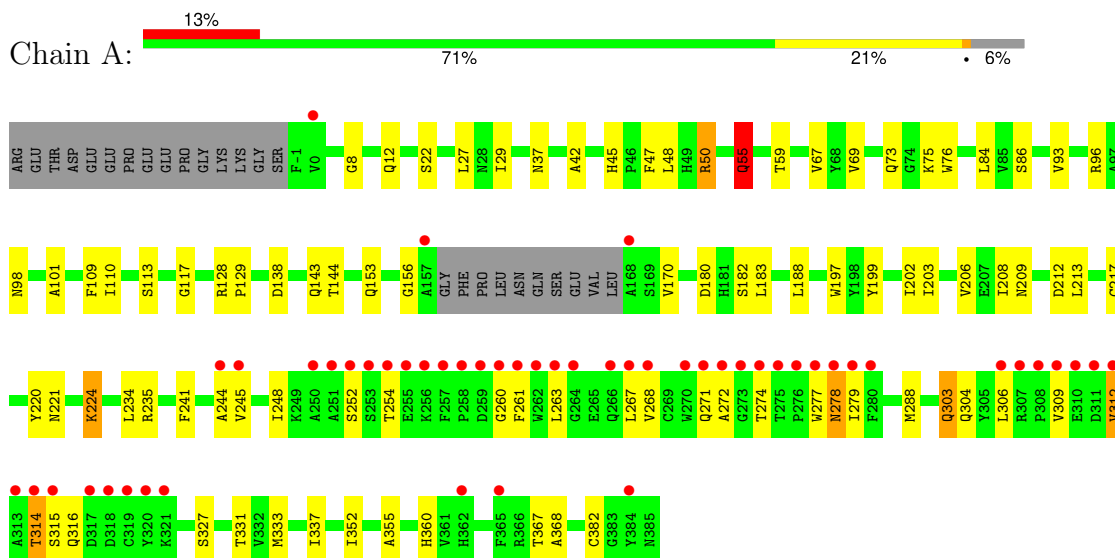 13%
Chain A:
71% 21% • 6%
ARG GLU THR ASP GLU GLU PRO GLU GLU PRO GLY LYS LYS GLY SER F-1 V0 G8 Q12 S22 L27 N28 I29 N37 A42 H45 P46 F47 L48 H49 R50 Q55 T59 V67 Y68 V69 Q73 G74 K75 W76 L84 V85 S86 V93 R96 A97
N98 A101 F109 I110 S113 G117 R128 P129 D138 Q143 T144 Q153 G156 A157 GLY PHE PRO LEU ASN GLN SER GLU VAL LEU A168 S169 V170 D180 H181 S182 L183 L188 W197 Y198 Y199 I202 I203 V206 E207 I208 N209 D212 L213 C217
Y220 N221 K224 L234 R235 F241 A244 V245 I248 K249 A250 A251 S252 S253 T254 E255 K256 F257 P258 D259 G260 F261 W262 L263 G264 E265 Q266 L267 V268 C269 W270 Q271 A272 G273 T274 T275 P276 W277 N278 I279 F280 M288 Q303 Q304 Y305 L306 R307 P308 V309 E310 D311
A313 T314 S315 Q316 D317 D318 C319 Y320 K321 S327 T331 V332 M333 I337 I352 A355 H360 V361 H362 F365 R366 T367 A368 C382 G383 Y384 N385